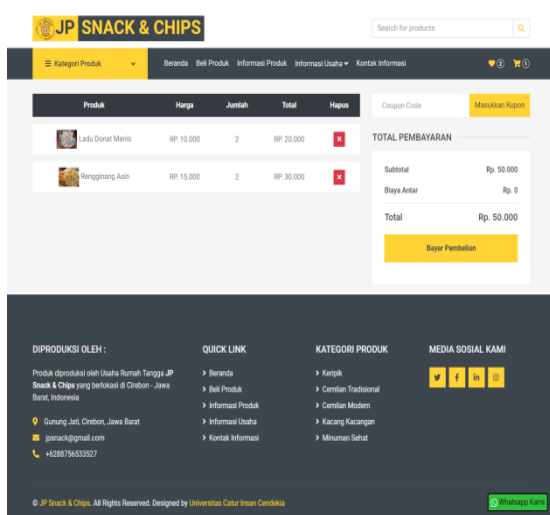 JP SNACK & CHIPS
Search for products
Kategori Produk
Beranda Beli Produk Informasi Produk Informasi Usaha Kontak Informasi
2 1
Produk Harga Jumlah Total Hapus
Ladu Donat Manis RP. 10.000 2 RP. 20.000 x
Rengginang Asin RP. 15.000 2 RP. 30.000 x
Coupon Code Masukkan Kupon
TOTAL PEMBAYARAN
Subtotal Rp. 50.000
Biaya Antar Rp. 0
Total Rp. 50.000
Bayar Pembelian
DIPRODUKSI OLEH :
Produk diproduksi oleh Usaha Rumah Tangga JP
Snack & Chips yang berlokasi di Cirebon - Jawa
Barat, Indonesia
Gunung Jati, Cirebon, Jawa Barat
jpsnack@gmail.com
+6288756533527
QUICK LINK
Beranda
Beli Produk
Informasi Produk
Informasi Usaha
Kontak Informasi
KATEGORI PRODUK
Keripik
Cemilan Tradisional
Cemilan Modern
Kacang Kacangan
Minuman Sehat
MEDIA SOSIAL KAMI
© JP Snack & Chips. All Rights Reserved. Designed by Universitas Catur Insan Cendekia
Whatsapp Kami